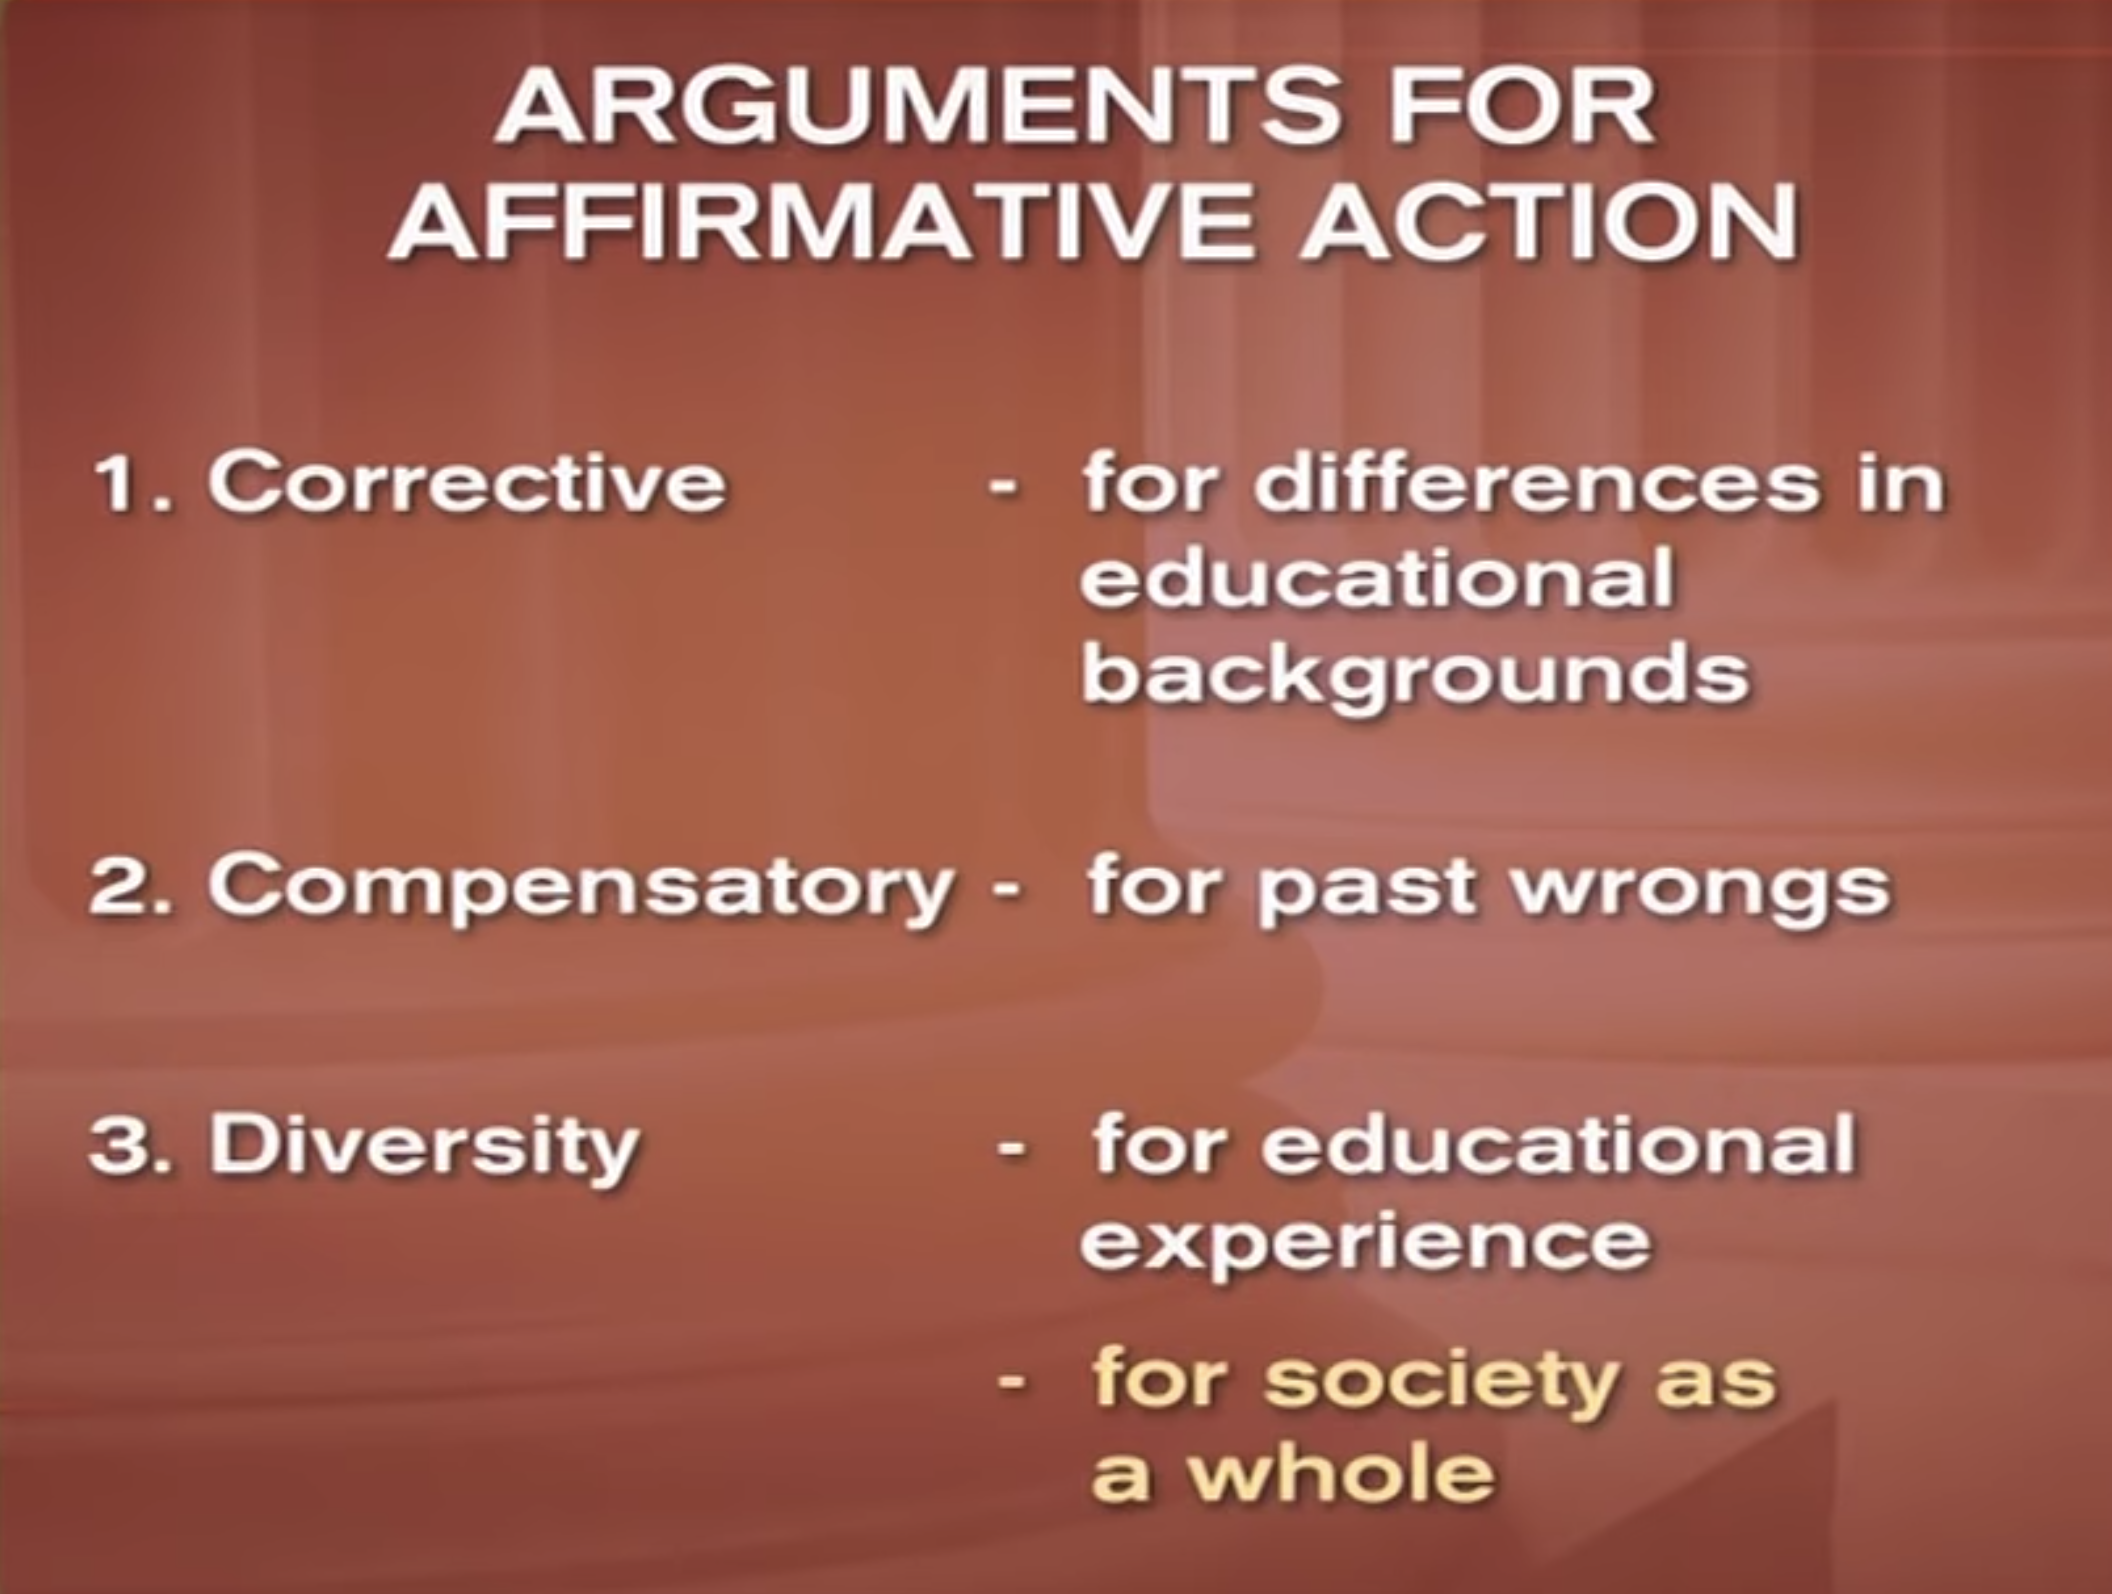 ARGUMENTS FOR
AFFIRMATIVE ACTION
1. Corrective - for differences in
educational
backgrounds
2. Compensatory - for past wrongs
3. Diversity - for educational
experience
- for society as
a whole